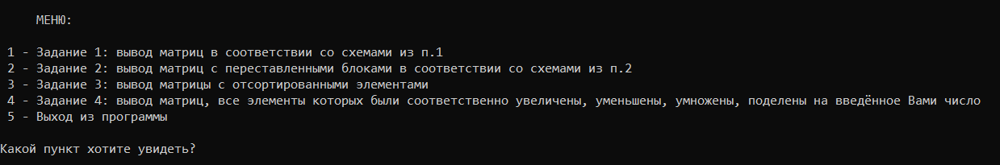 МЕНЮ:
1 - Задание 1: вывод матриц в соответствии со схемами из п.1
2 - Задание 2: вывод матриц с переставленными блоками в соответствии со схемами из п.2
3 - Задание 3: вывод матрицы с отсортированными элементами
4 - Задание 4: вывод матриц, все элементы которых были соответственно увеличены, уменьшены, умножены, поделены на введённое Вами число
5 - Выход из программы
Какой пункт хотите увидеть?